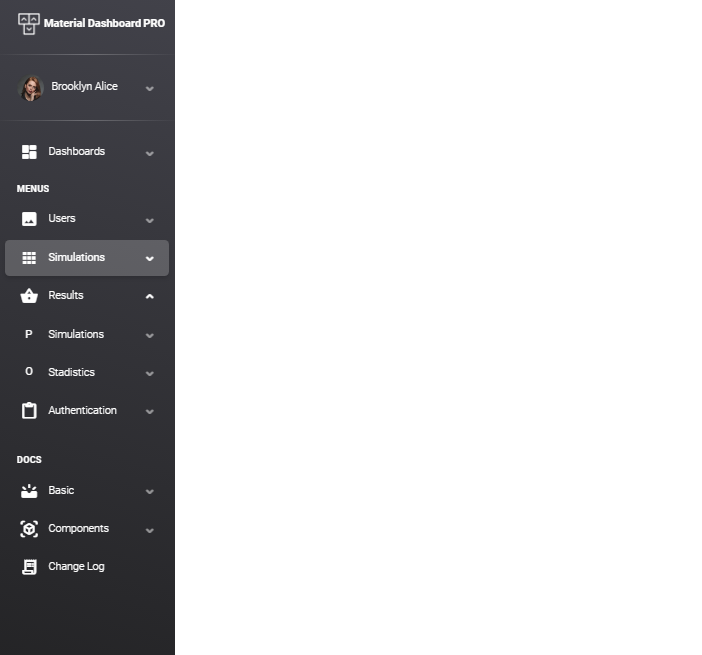 Material Dashboard PRO
Brooklyn Alice
Dashboards
MENUS
Users
Simulations
Results
P Simulations
O Stadistics
Authentication
DOCS
Basic
Components
Change Log